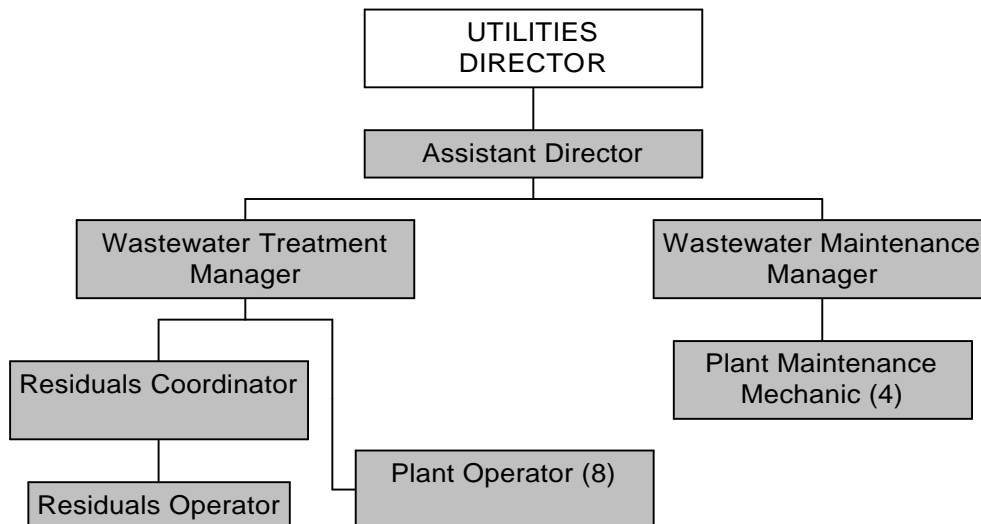 UTILITIES
DIRECTOR
Assistant Director
Wastewater Treatment
Manager
Wastewater Maintenance
Manager
Residuals Coordinator
Plant Maintenance
Mechanic (4)
Plant Operator (8)
Residuals Operator